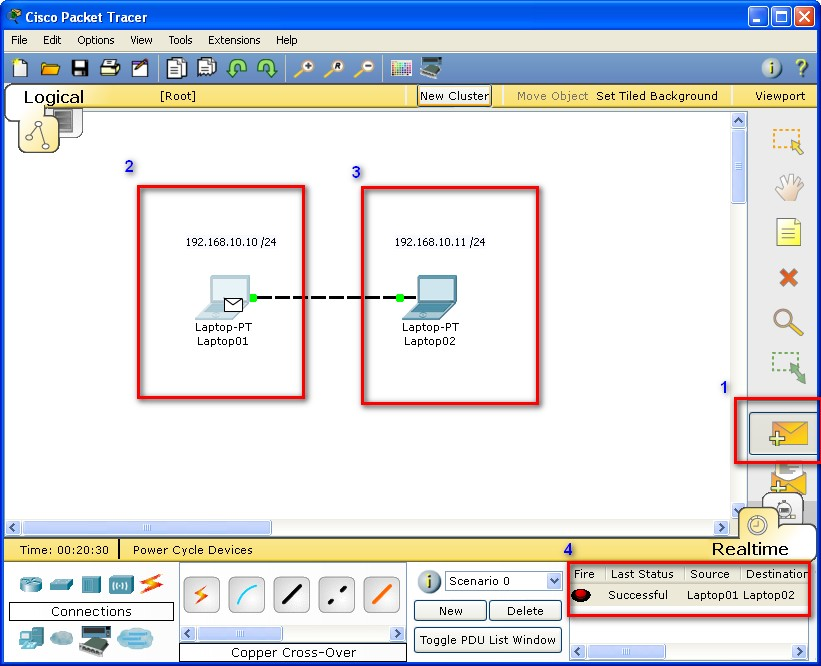 Cisco Packet Tracer
File Edit Options View Tools Extensions Help
Logical [Root] New Cluster Move Object Set Tiled Background Viewport
2
3
192.168.10.10 /24
192.168.10.11 /24
Laptop-PT
Laptop01
Laptop-PT
Laptop02
1
Time: 00:20:30 Power Cycle Devices
4
Realtime
Connections
Copper Cross-Over
Scenario 0
New Delete
Toggle PDU List Window
Fire Last Status Source Destination
Successful Laptop01 Laptop02